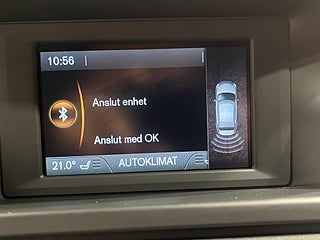 10:56
Anslut enhet
Anslut med OK
21.0° AUTOKLIMAT